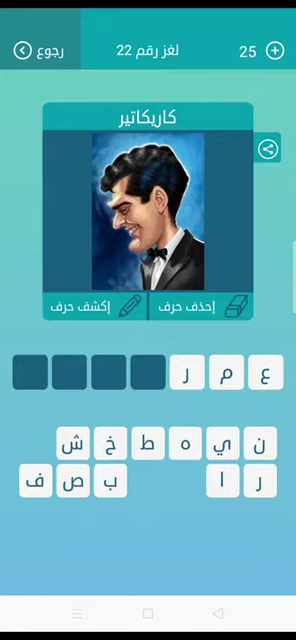 رجوع
لغز رقم 22
25
كاريكاتير
إحذف حرف
إكشف حرف
ع م ر
ن ي ه ط خ ش
ر ا ب ص ف